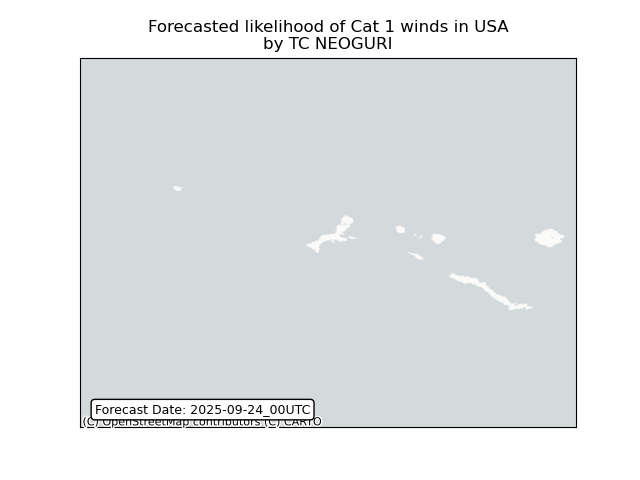 Forecasted likelihood of Cat 1 winds in USA
by TC NEOGURI
Forecast Date: 2025-09-24_00UTC
(C) OpenStreetMap contributors (C) CARTO